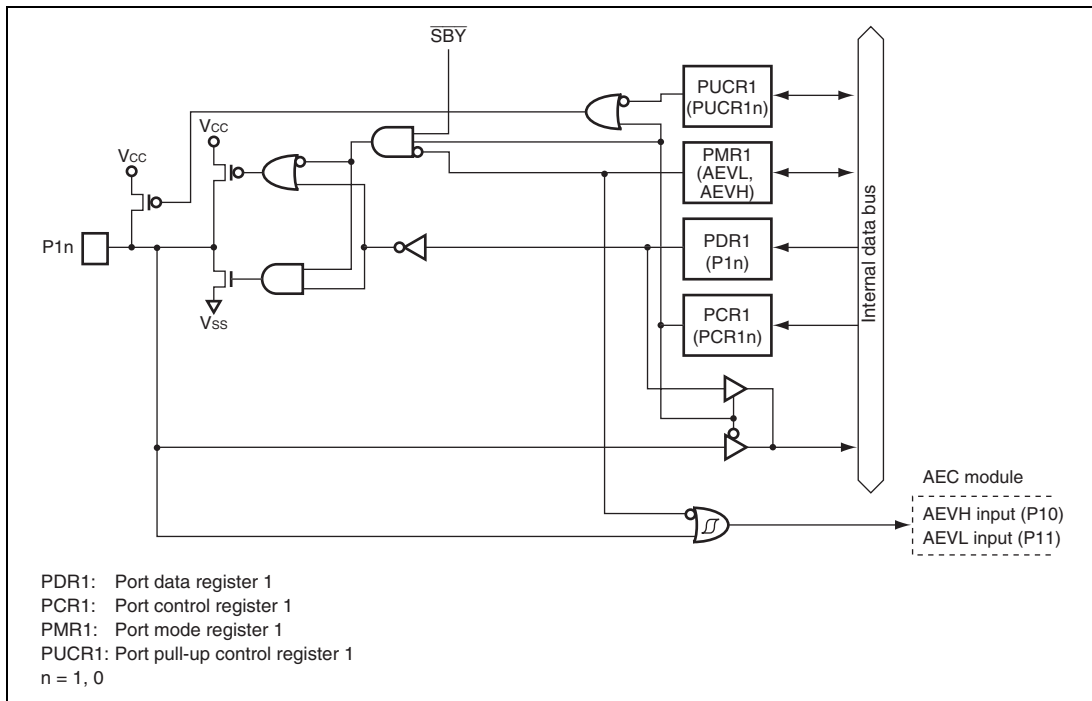 SBY
PUCR1
(PUCR1n)
VCC
VCC
PMR1
(AEVL,
AEVH)
P1n
PDR1
(P1n)
VSS
PCR1
(PCR1n)
Internal data bus
AEC module
AEVH input (P10)
AEVL input (P11)
PDR1: Port data register 1
PCR1: Port control register 1
PMR1: Port mode register 1
PUCR1: Port pull-up control register 1
n = 1, 0